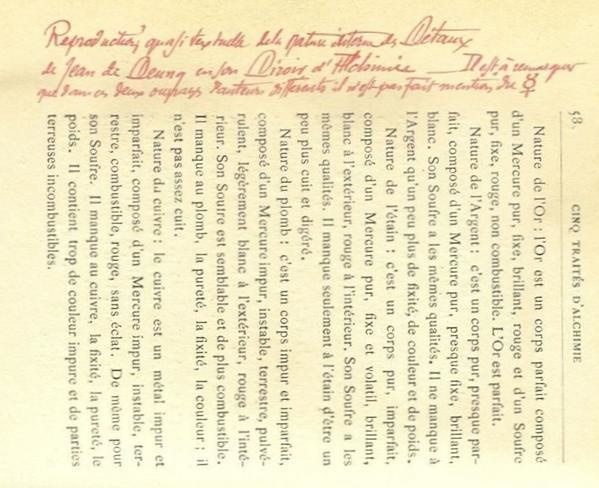 58. CINQ TRAITÉS D'ALCHIMIE
Nature de l'Or : l'Or est un corps parfait composé
d'un Mercure pur, fixe, brillant, rouge et d'un Soufre
pur, fixe, rouge, non combustible. L'Or est parfait.
Nature de l'Argent : c'est un corps pur, presque par-
fait, composé d'un Mercure pur, presque fixe, brillant,
blanc. Son Soufre a les mêmes qualités. Il ne manque à
l'Argent qu'un peu plus de fixité, de couleur et de poids.
Nature de l'étain : c'est un corps pur, imparfait,
composé d'un Mercure pur, fixe et volatil, brillant,
blanc à l'extérieur, rouge à l'intérieur. Son Soufre a les
mêmes qualités. Il manque seulement à l'étain d'être un
peu plus cuit et digéré.
Nature du plomb : c'est un corps impur et imparfait,
composé d'un Mercure impur, instable, terrestre, pulvé-
rulent, légèrement blanc à l'extérieur, rouge à l'inté-
rieur. Son Soufre est semblable et de plus combustible.
Il manque au plomb, la pureté, la fixité, la couleur ; il
n'est pas assez cuit.
Nature du cuivre : le cuivre est un métal impur et
imparfait, composé d'un Mercure impur, instable, ter-
restre, combustible, rouge, sans éclat. De même pour
son Soufre. Il manque au cuivre, la fixité, la pureté, le
poids. Il contient trop de couleur impure et de parties
terreuses incombustibles.
Reproduction quasi textuelle de la nature interne des Métaux
de Jean de Meung en son Miroir d'Alchimie Il est à remarquer
que dans ces deux ouvrages d'auteurs différents il n'est pas fait mention du ☿